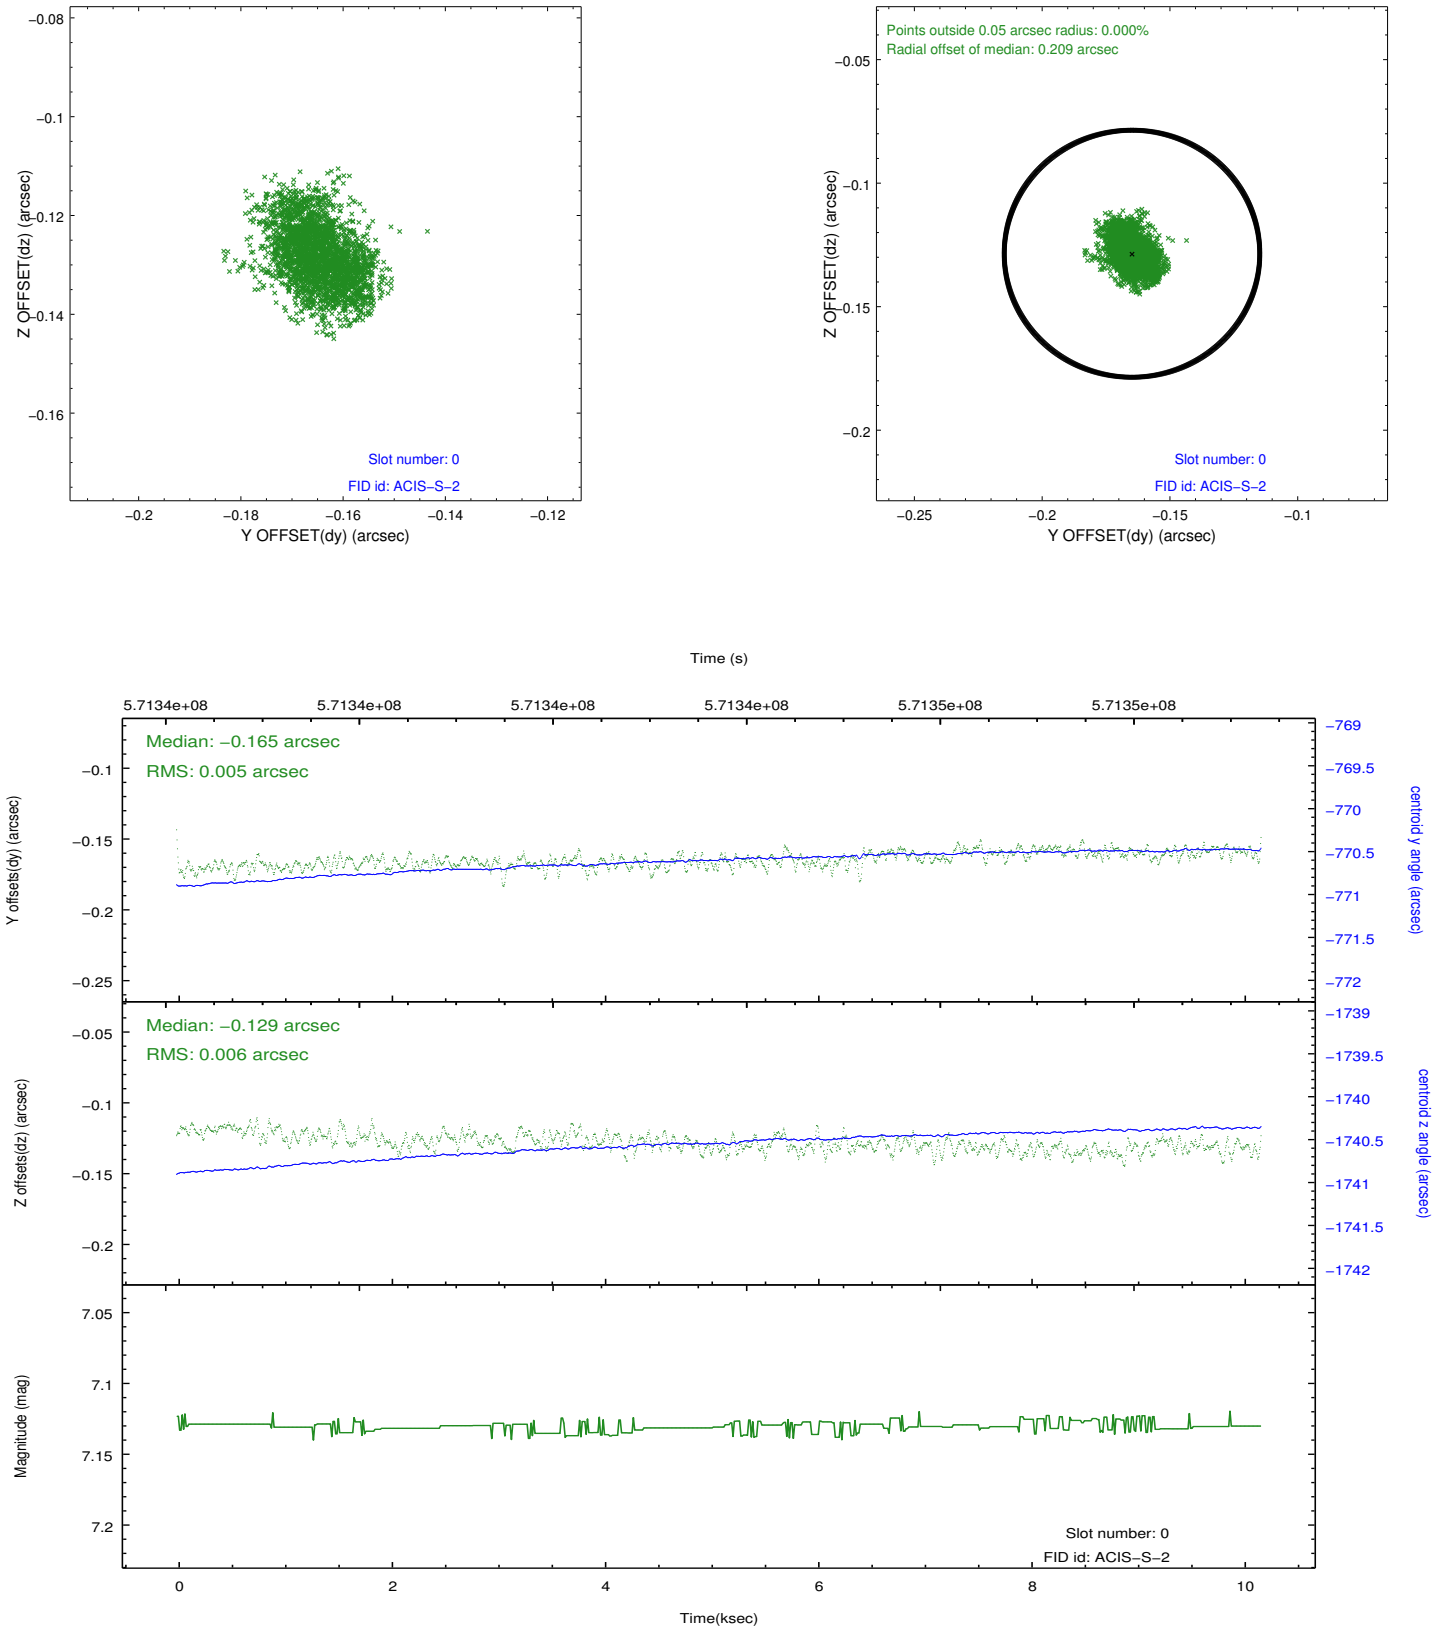 −0.08
−0.1
−0.12
−0.14
−0.16
Z OFFSET(dz) (arcsec)
Slot number: 0
FID id: ACIS−S−2
−0.2
−0.18
−0.16
−0.14
−0.12
Y OFFSET(dy) (arcsec)
Points outside 0.05 arcsec radius: 0.000%
Radial offset of median: 0.209 arcsec
−0.05
−0.1
−0.15
−0.2
Z OFFSET(dz) (arcsec)
Slot number: 0
FID id: ACIS−S−2
−0.25
−0.2
−0.15
−0.1
Y OFFSET(dy) (arcsec)
Time (s)
5.7134e+08
5.7134e+08
5.7134e+08
5.7134e+08
5.7135e+08
5.7135e+08
Median: −0.165 arcsec
RMS: 0.005 arcsec
−0.1
−0.15
−0.2
−0.25
Y offsets(dy) (arcsec)
−769
−769.5
−770
−770.5
−771
−771.5
−772
centroid y angle (arcsec)
Median: −0.129 arcsec
RMS: 0.006 arcsec
−0.05
−0.1
−0.15
−0.2
Z offsets(dz) (arcsec)
−1739
−1739.5
−1740
−1740.5
−1741
−1741.5
−1742
centroid z angle (arcsec)
7.05
7.1
7.15
7.2
Magnitude (mag)
Slot number: 0
FID id: ACIS−S−2
0
2
4
6
8
10
Time(ksec)